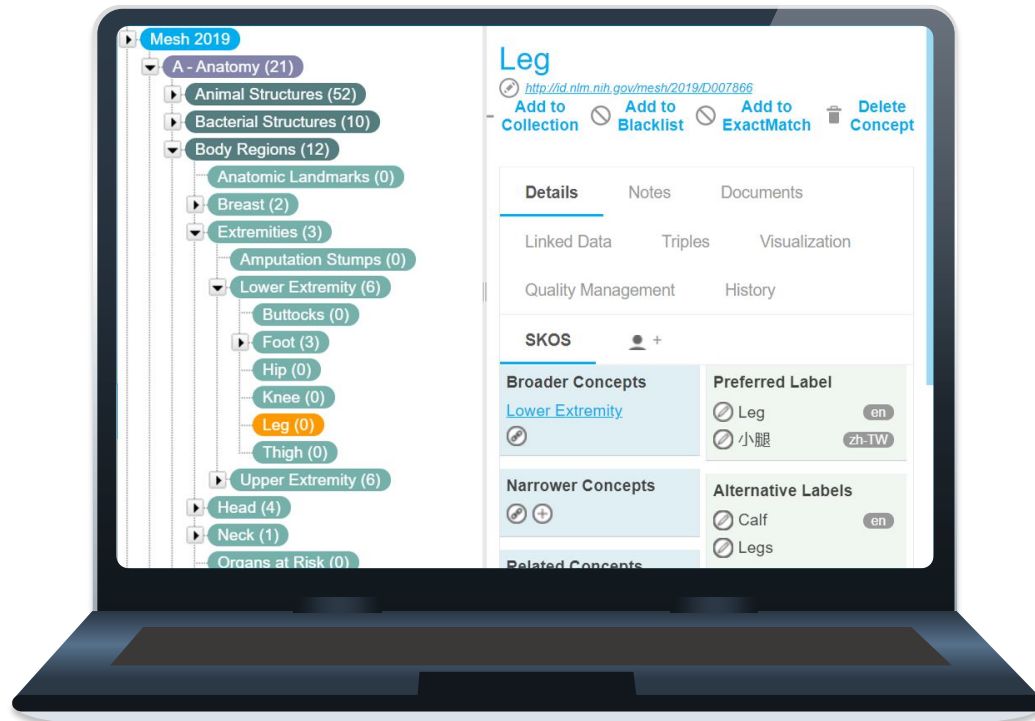 Mesh 2019
A - Anatomy (21)
Animal Structures (52)
Bacterial Structures (10)
Body Regions (12)
Anatomic Landmarks (0)
Breast (2)
Extremities (3)
Amputation Stumps (0)
Lower Extremity (6)
Buttocks (0)
Foot (3)
Hip (0)
Knee (0)
Leg (0)
Thigh (0)
Upper Extremity (6)
Head (4)
Neck (1)
Organs at Risk (0)
Leg
http://id.nlm.nih.gov/mesh/2019/D007866
Add to Collection
Add to Blacklist
Add to ExactMatch
Delete Concept
Details Notes Documents
Linked Data Triples Visualization
Quality Management History
SKOS +
Broader Concepts
Lower Extremity
Narrower Concepts
Related Concepts
Preferred Label
Leg en
小腿 zh-TW
Alternative Labels
Calf en
Legs